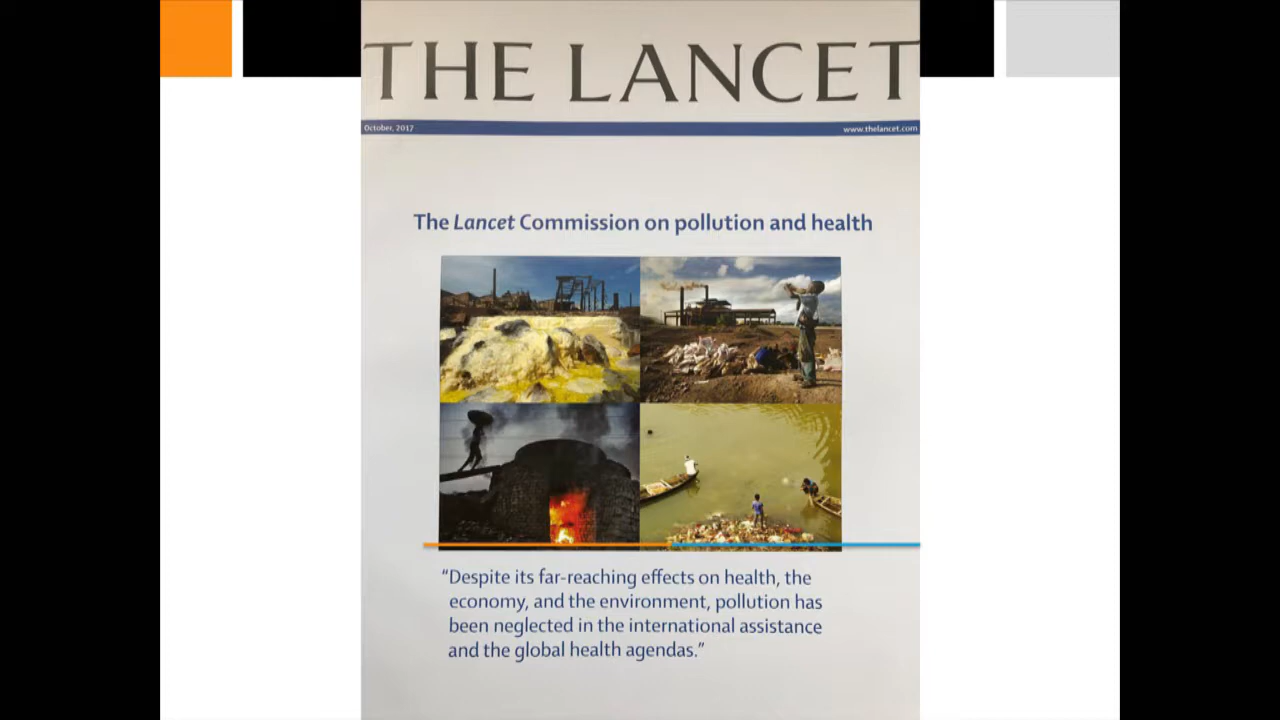 THE LANCET
October, 2017
www.thelancet.com
The Lancet Commission on pollution and health
“Despite its far-reaching effects on health, the
economy, and the environment, pollution has
been neglected in the international assistance
and the global health agendas.”